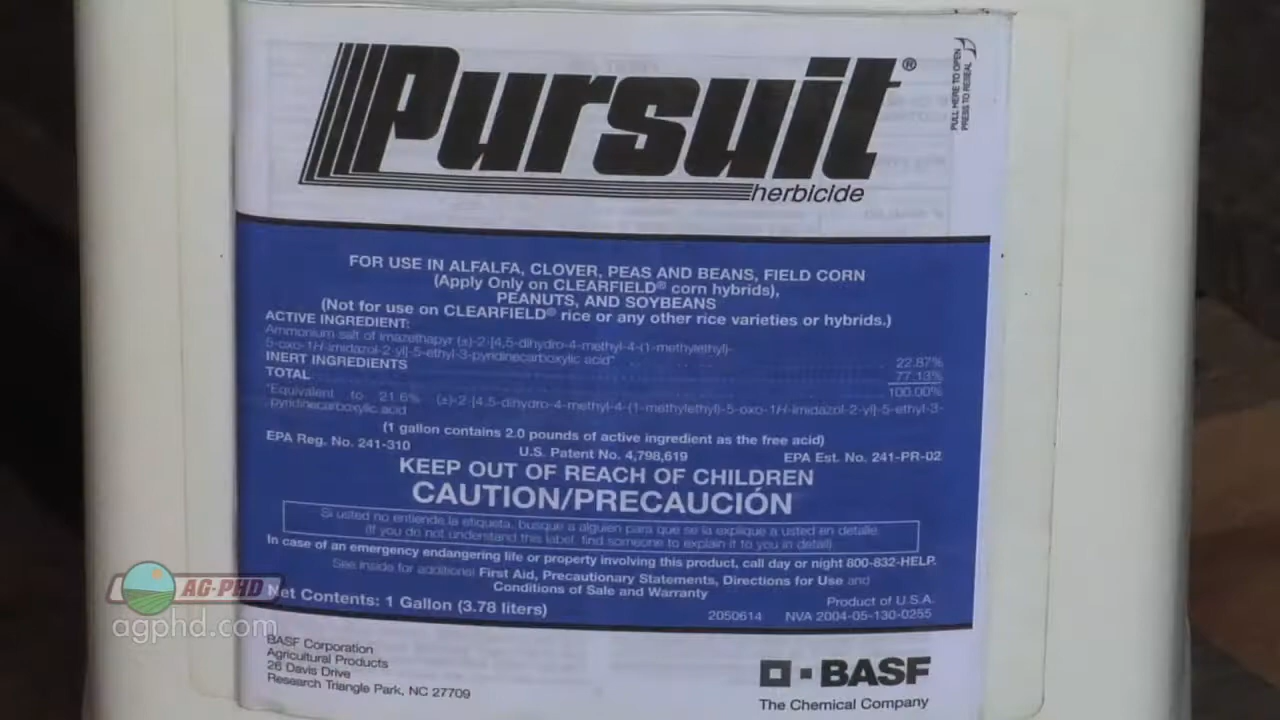 Pursuit®
herbicide
PULL HERE TO OPEN
PRESS TO RESEAL
FOR USE IN ALFALFA, CLOVER, PEAS AND BEANS, FIELD CORN
(Apply Only on CLEARFIELD® corn hybrids),
PEANUTS, AND SOYBEANS
(Not for use on CLEARFIELD® rice or any other rice varieties or hybrids.)
ACTIVE INGREDIENT:
Ammonium salt of imazethapyr (±)-2-[4,5-dihydro-4-methyl-4-(1-methylethyl)-
5-oxo-1H-imidazol-2-yl]-5-ethyl-3-pyridinecarboxylic acid* 22.87%
INERT INGREDIENTS 77.13%
TOTAL 100.00%
*Equivalent to 21.6% (±)-2-[4,5-dihydro-4-methyl-4-(1-methylethyl)-5-oxo-1H-imidazol-2-yl]-5-ethyl-3-
pyridinecarboxylic acid
(1 gallon contains 2.0 pounds of active ingredient as the free acid)
EPA Reg. No. 241-310 U.S. Patent No. 4,798,619 EPA Est. No. 241-PR-02
KEEP OUT OF REACH OF CHILDREN
CAUTION/PRECAUCIÓN
Si usted no entiende la etiqueta, busque a alguien para que se la explique a usted en detalle.
(If you do not understand this label, find someone to explain it to you in detail)
In case of an emergency endangering life or property involving this product, call day or night 800-832-HELP.
See inside for additional First Aid, Precautionary Statements, Directions for Use and
Conditions of Sale and Warranty
Net Contents: 1 Gallon (3.78 liters)
Product of U.S.A.
2050614 NVA 2004-05-130-0255
AG-PHD
agphd.com
BASF Corporation
Agricultural Products
26 Davis Drive
Research Triangle Park, NC 27709
BASF
The Chemical Company